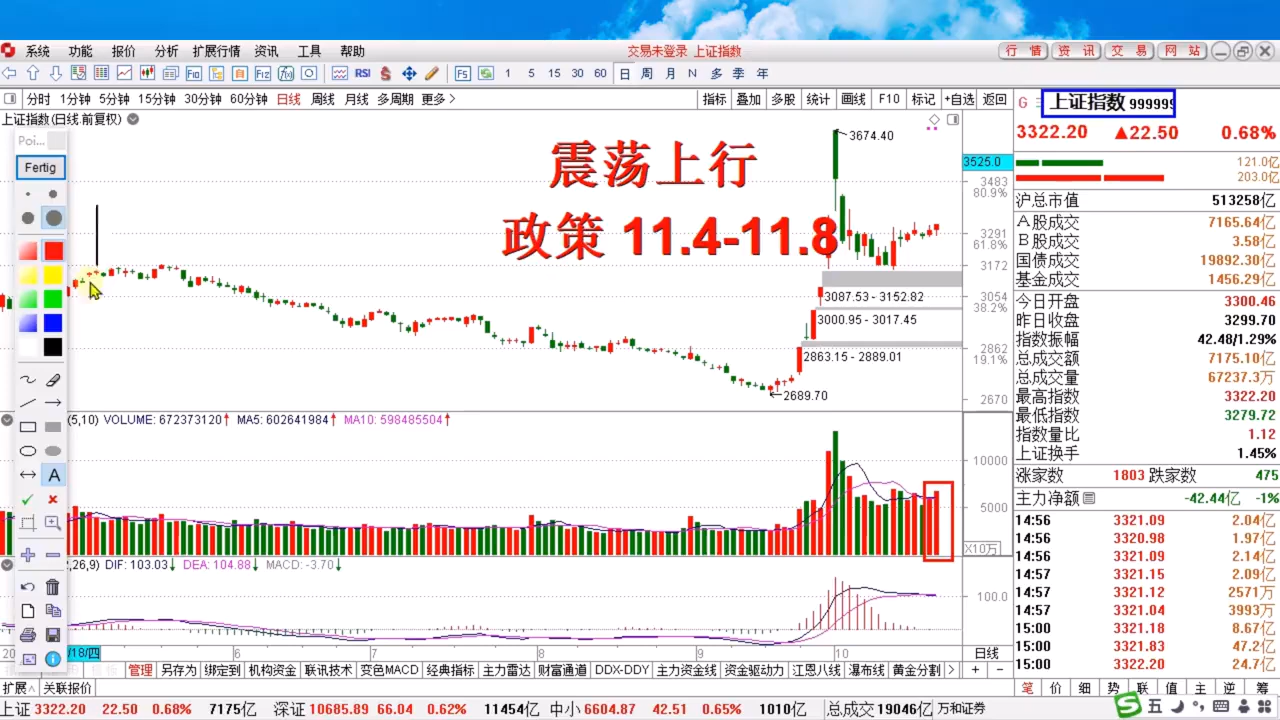 系统 功能 报价 分析 扩展行情 资讯 工具 帮助 交易未登录 上证指数 行 情 资 讯 交 易 网 站
F10 F12 RSI F5 1 5 15 30 60 日 周 月 N 多 季 年
分时 1分钟 5分钟 15分钟 30分钟 60分钟 日线 周线 月线 多周期 更多 指标 叠加 多股 统计 画线 F10 标记 +自选 返回
G 上证指数 999999
上证指数(日线.前复权)
3322.20 ▲22.50 0.68%
Poi...
Fertig
3674.40
震荡上行
政策 11.4-11.8
3525.0
3483
80.9%
3291
61.8%
3172
3054
38.2%
2862
19.1%
2670
3087.53 - 3152.82
3000.95 - 3017.45
2863.15 - 2889.01
2689.70
121.0亿
203.0亿
沪总市值 513258亿
A股成交 7165.64亿
B股成交 3.58亿
国债成交 19892.30亿
基金成交 1456.29亿
今日开盘 3300.46
昨日收盘 3299.70
指数振幅 42.48/1.29%
总成交额 7175.10亿
总成交量 67237.3万
最高指数 3322.20
最低指数 3279.72
指数量比 1.12
上证换手 1.45%
涨家数 1803 跌家数 475
主力净额 -42.44亿 -1%
14:56 3321.09 2.04亿
14:56 3320.98 1.97亿
14:56 3321.09 2.14亿
14:57 3321.15 2.09亿
14:57 3321.12 2571万
14:57 3321.04 3993万
15:00 3321.18 8.67亿
15:00 3321.83 47.2亿
15:00 3322.20 24.7亿
(5,10) VOLUME: 672373120↑ MA5: 602641984↑ MA10: 598485504↑
10000
5000
X10万
A
,26,9) DIF: 103.03↓ DEA: 104.88↓ MACD: -3.70↓
100.0
20 /18/四 6 7 8 9 10 日线
管理 另存为 绑定到 机构资金 联讯技术 变色MACD 经典指标 主力雷达 财富通道 DDX-DDY 主力资金线 资金驱动力 江恩八线 瀑布线 黄金分割 + −
扩展∧ 关联报价 笔 价 细 势 联 值 主 逆 筹
上证 3322.20 22.50 0.68% 7175亿 深证 10685.89 66.04 0.62% 11454亿 中小 6604.87 42.51 0.65% 1010亿 总成交 19046亿 万和证券
S 五